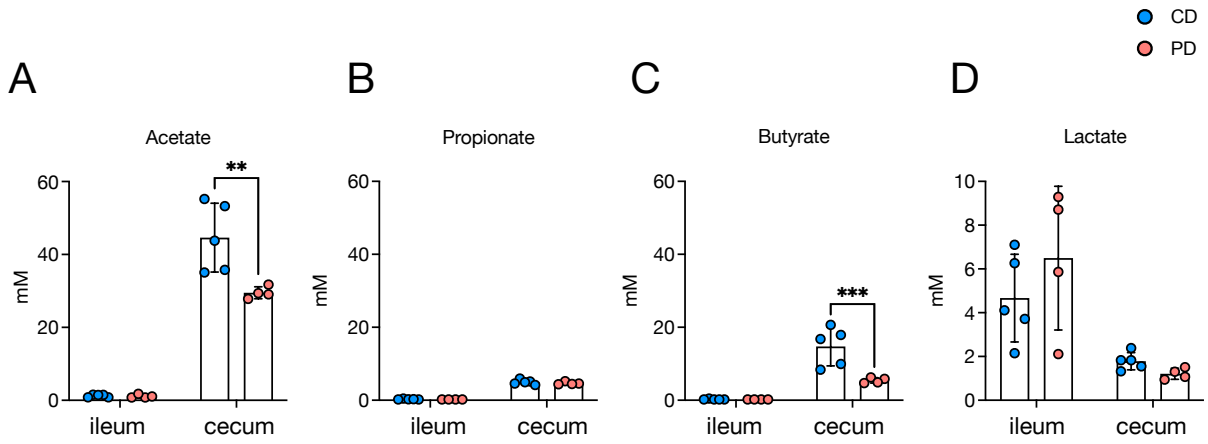 CD
PD
A B C D
Acetate Propionate Butyrate Lactate
** ***
60 60 60 10
8
40 40 40
6
mM mM mM mM
4
20 20 20
2
0 0 0 0
ileum cecum ileum cecum ileum cecum ileum cecum